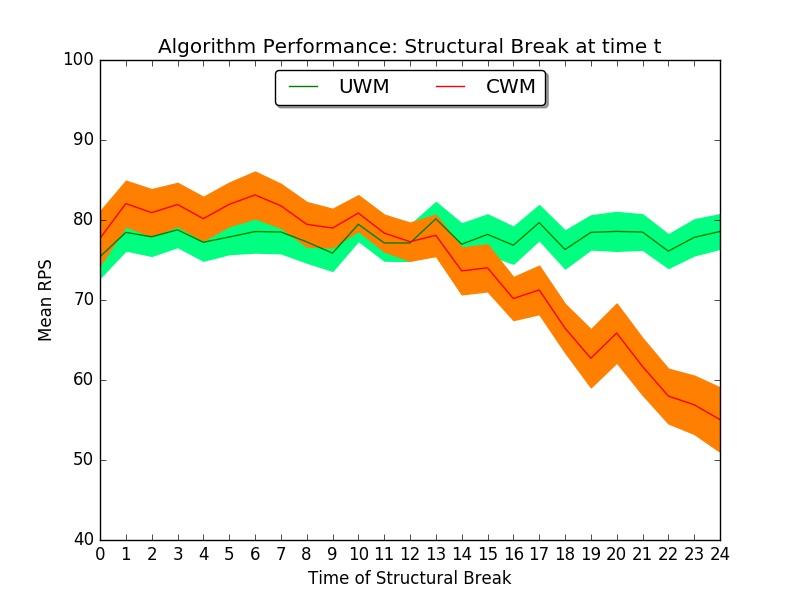 Algorithm Performance: Structural Break at time t
UWM CWM
100
90
80
70
60
50
40
Mean RPS
0 1 2 3 4 5 6 7 8 9 10 11 12 13 14 15 16 17 18 19 20 21 22 23 24
Time of Structural Break